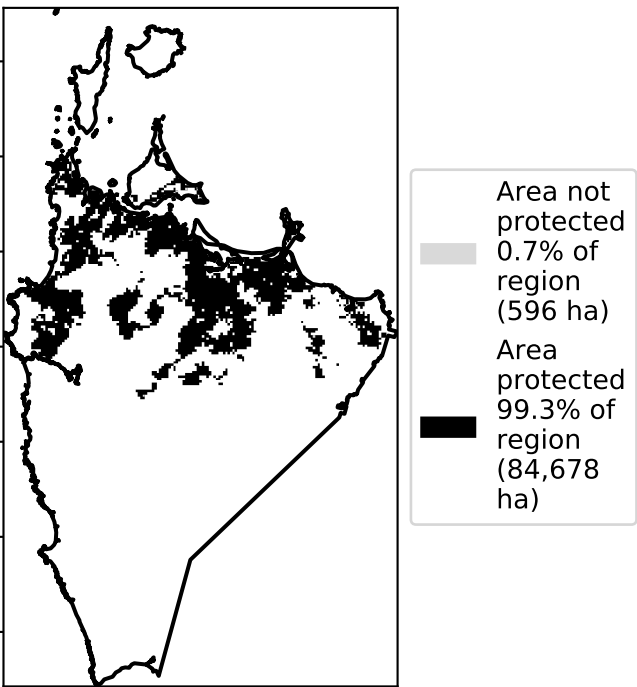 Area not
protected
0.7% of
region
(596 ha)
Area
protected
99.3% of
region
(84,678
ha)